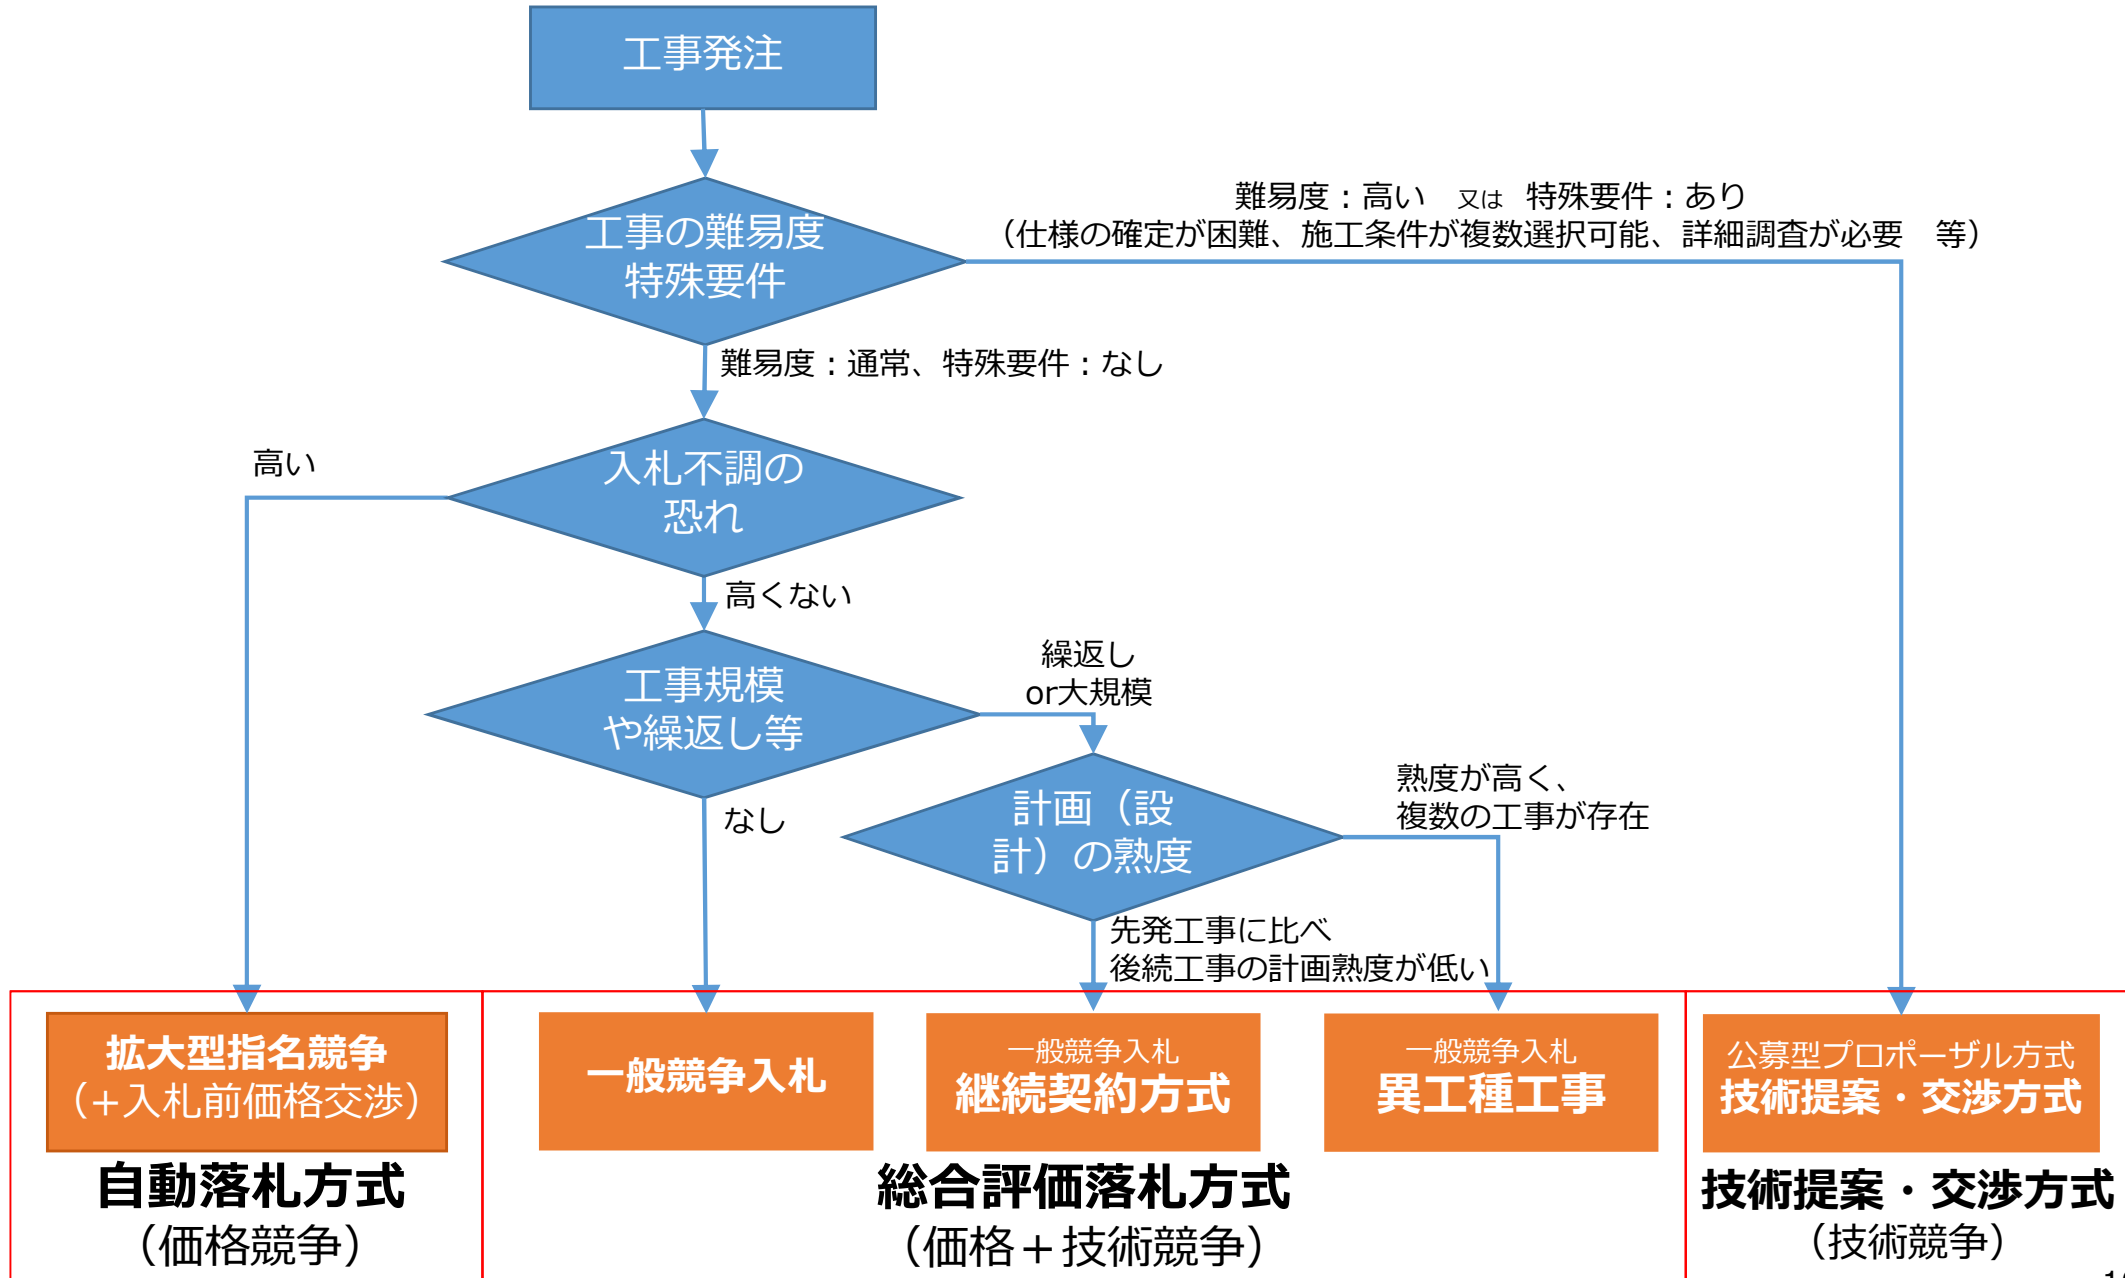 工事発注
難易度：高い　又は　特殊要件：あり
（仕様の確定が困難、施工条件が複数選択可能、詳細調査が必要　等）
工事の難易度
特殊要件
難易度：通常、特殊要件：なし
高い
入札不調の
恐れ
高くない
繰返し
or大規模
工事規模
や繰返し等
なし
熟度が高く、
複数の工事が存在
計画（設
計）の熟度
先発工事に比べ
後続工事の計画熟度が低い
拡大型指名競争
（+入札前価格交渉）
一般競争入札
一般競争入札
継続契約方式
一般競争入札
異工種工事
公募型プロポーザル方式
技術提案・交渉方式
自動落札方式
（価格競争）
総合評価落札方式
（価格＋技術競争）
技術提案・交渉方式
（技術競争）